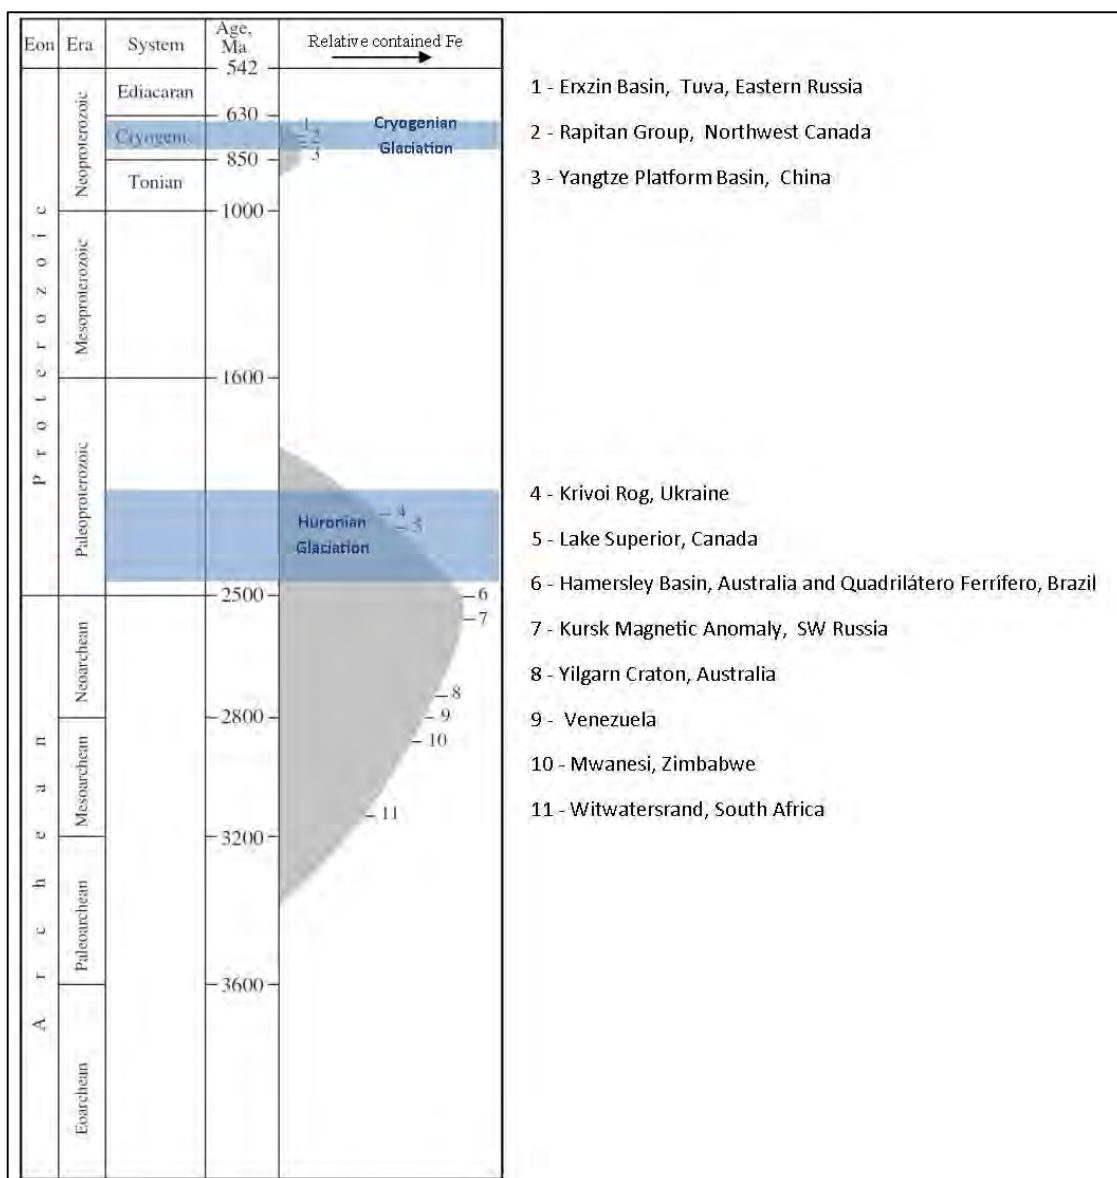 Eon Era System Age, Ma Relative contained Fe
542
Ediacaran
630
Cryogenian Glaciation
850
Tonian
1000
1600
2500
2800
3200
3600
Proterozoic
Archean
Neoproterozoic
Mesoproterozoic
Paleoproterozoic
Neoarchean
Mesoarchean
Paleoarchean
Eoarchean
1
2
3
4
5
Huronian
Glaciation
6
7
8
9
10
11
1 - Erxzin Basin, Tuva, Eastern Russia
2 - Rapitan Group, Northwest Canada
3 - Yangtze Platform Basin, China
4 - Krivoi Rog, Ukraine
5 - Lake Superior, Canada
6 - Hamersley Basin, Australia and Quadrilátero Ferrífero, Brazil
7 - Kursk Magnetic Anomaly, SW Russia
8 - Yilgarn Craton, Australia
9 - Venezuela
10 - Mwanesi, Zimbabwe
11 - Witwatersrand, South Africa